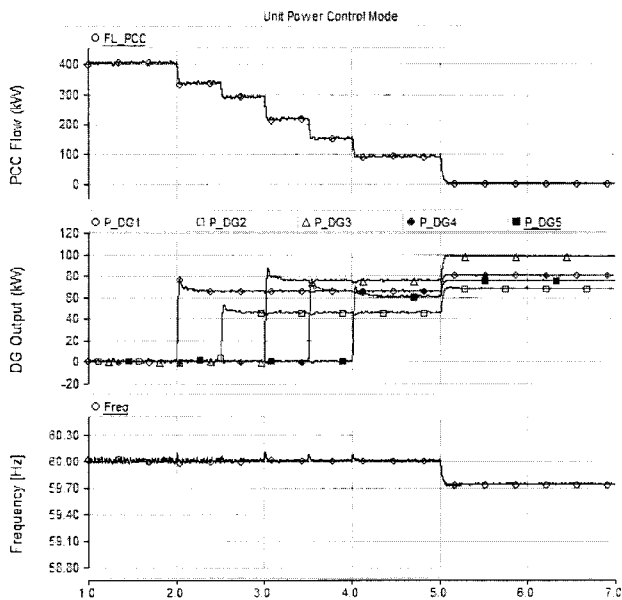 Unit Power Control Mode
FL_PCC
PCC Flow (kW)
400
300
200
100
0
P_DG1 P_DG2 P_DG3 P_DG4 P_DG5
DG Output (kW)
120
100
80
60
40
20
0
-20
Freq
Frequency [Hz]
60.30
60.00
59.70
59.40
59.10
58.80
1.0 2.0 3.0 4.0 5.0 6.0 7.0